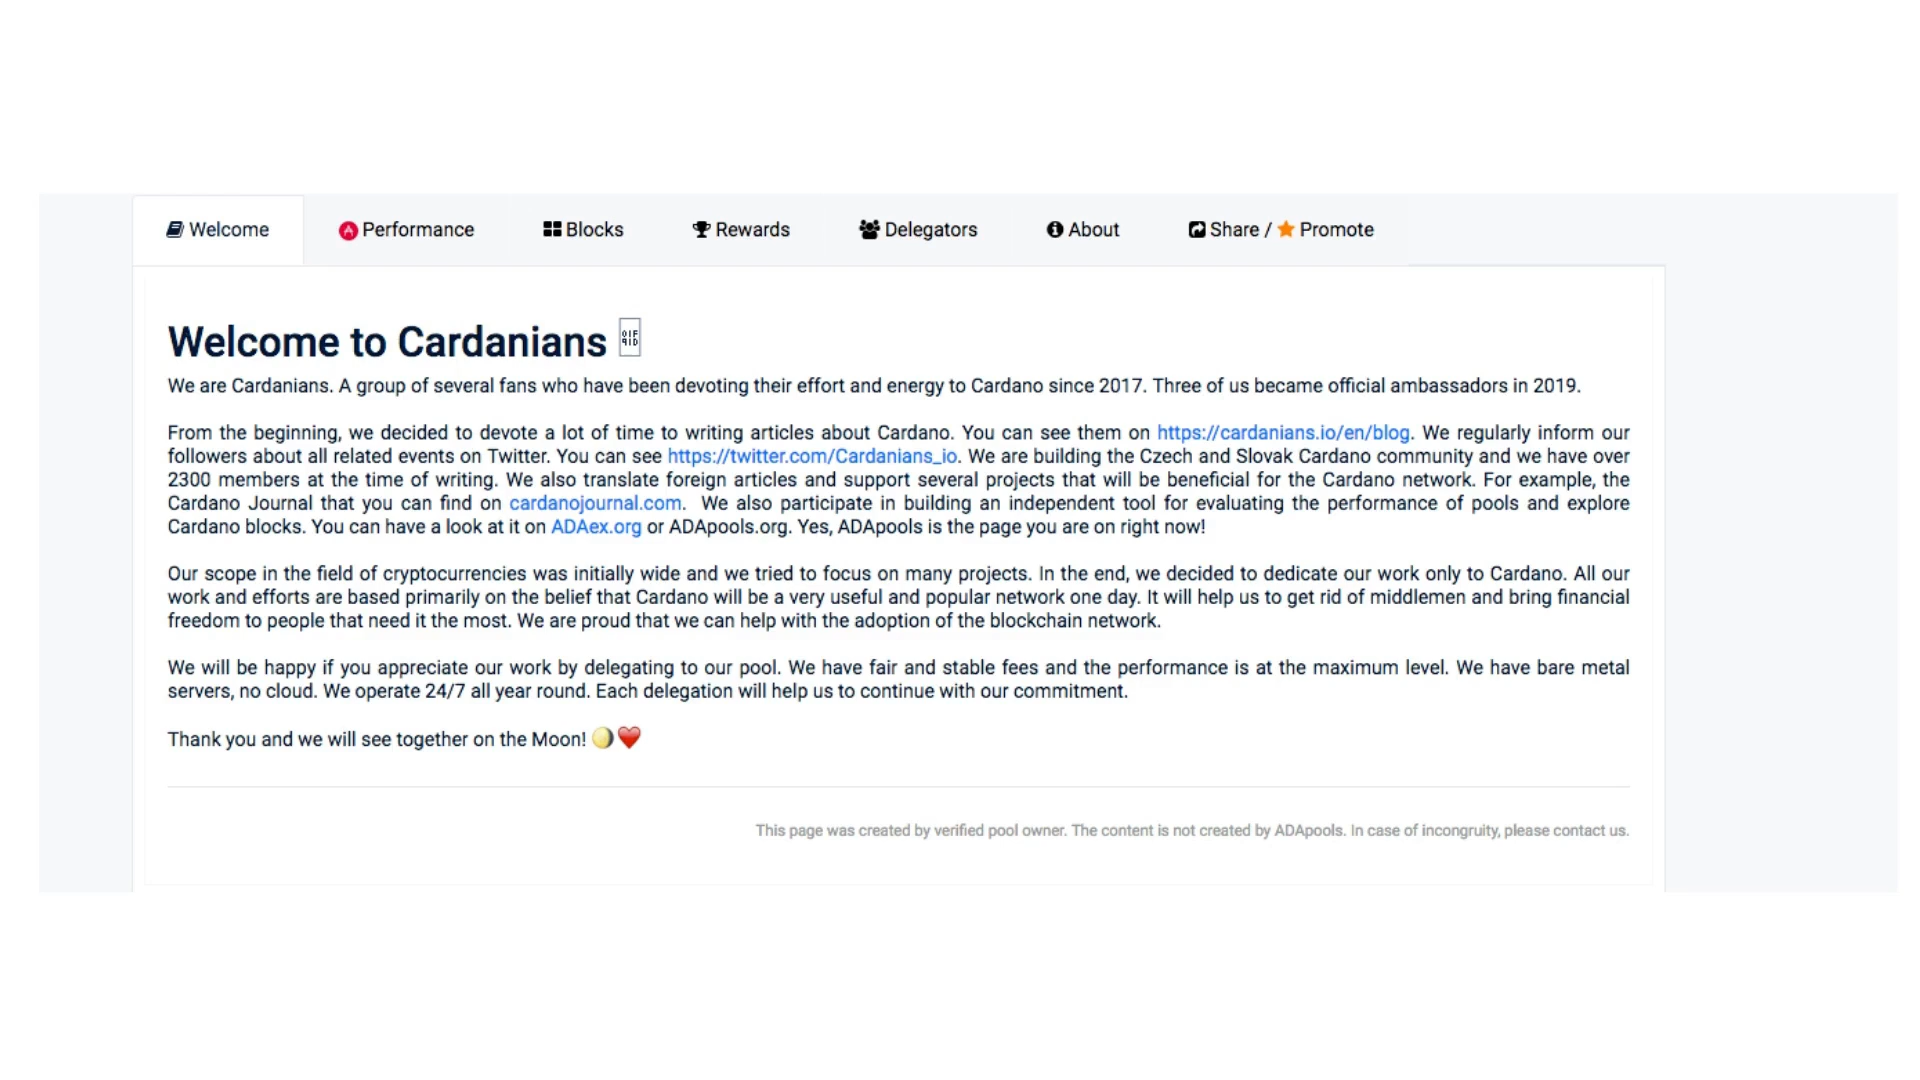 Welcome
Performance
Blocks
Rewards
Delegators
About
Share / Promote
Welcome to Cardanians
We are Cardanians. A group of several fans who have been devoting their effort and energy to Cardano since 2017. Three of us became official ambassadors in 2019.
From the beginning, we decided to devote a lot of time to writing articles about Cardano. You can see them on https://cardanians.io/en/blog. We regularly inform our
followers about all related events on Twitter. You can see https://twitter.com/Cardanians_io. We are building the Czech and Slovak Cardano community and we have over
2300 members at the time of writing. We also translate foreign articles and support several projects that will be beneficial for the Cardano network. For example, the
Cardano Journal that you can find on cardanojournal.com. We also participate in building an independent tool for evaluating the performance of pools and explore
Cardano blocks. You can have a look at it on ADAex.org or ADApools.org. Yes, ADApools is the page you are on right now!
Our scope in the field of cryptocurrencies was initially wide and we tried to focus on many projects. In the end, we decided to dedicate our work only to Cardano. All our
work and efforts are based primarily on the belief that Cardano will be a very useful and popular network one day. It will help us to get rid of middlemen and bring financial
freedom to people that need it the most. We are proud that we can help with the adoption of the blockchain network.
We will be happy if you appreciate our work by delegating to our pool. We have fair and stable fees and the performance is at the maximum level. We have bare metal
servers, no cloud. We operate 24/7 all year round. Each delegation will help us to continue with our commitment.
Thank you and we will see together on the Moon! 🌖❤️
This page was created by verified pool owner. The content is not created by ADApools. In case of incongruity, please contact us.